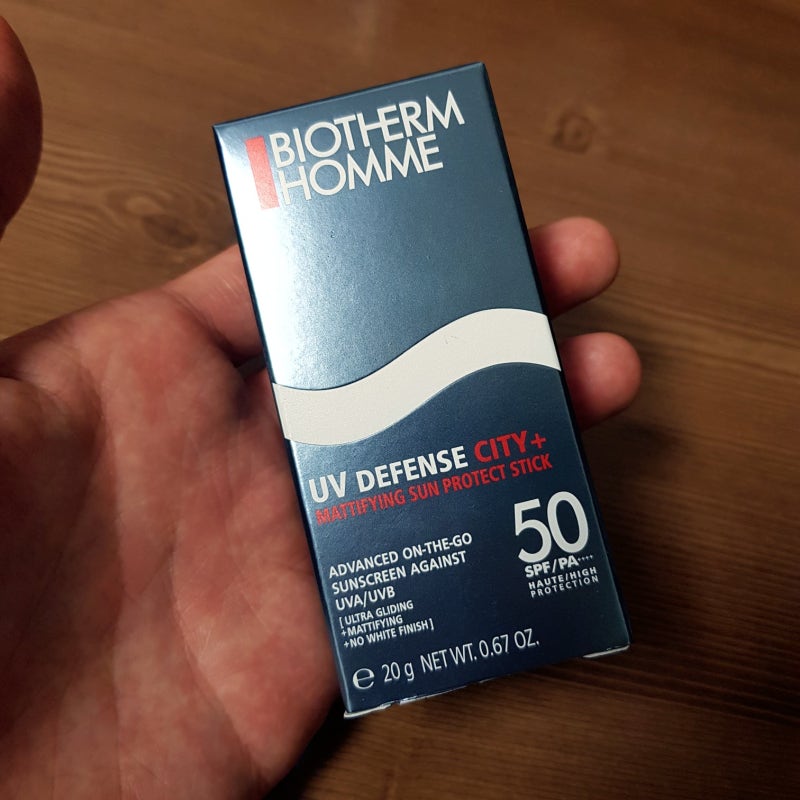 BIOTHERM
HOMME
UV DEFENSE CITY+
MATTIFYING SUN PROTECT STICK
ADVANCED ON-THE-GO
SUNSCREEN AGAINST
UVA/UVB
[ULTRA GLIDING
+MATTIFYING
+NO WHITE FINISH]
50
SPF/PA++++
HAUTE/HIGH
PROTECTION
e 20 g NET WT. 0.67 OZ.